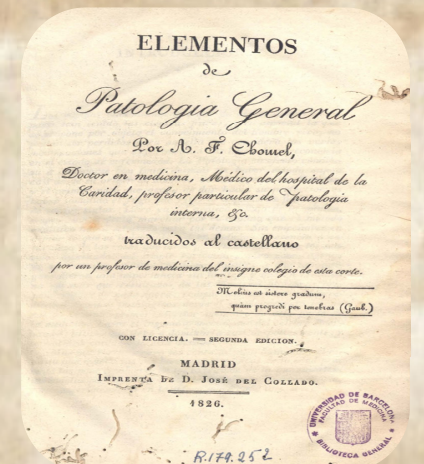 ELEMENTOS
de
Patologia General
Por A. F. Chomel,
Doctor en medicina, Médico del hospital de la
Caridad, profesor particular de patologia
interna, &c.
traducidos al castellano
por un profesor de medicina del insigne colegio de esta corte.
Melius est sistere gradum,
quàm progredi per tenebras (Gaub.)
CON LICENCIA. = SEGUNDA EDICION.
MADRID
IMPRENTA DE D. JOSÉ DEL COLLADO.
1826.
UNIVERSIDAD DE BARCELONA
FACULTAD DE MEDICINA
BIBLIOTECA GENERAL
R.179.252